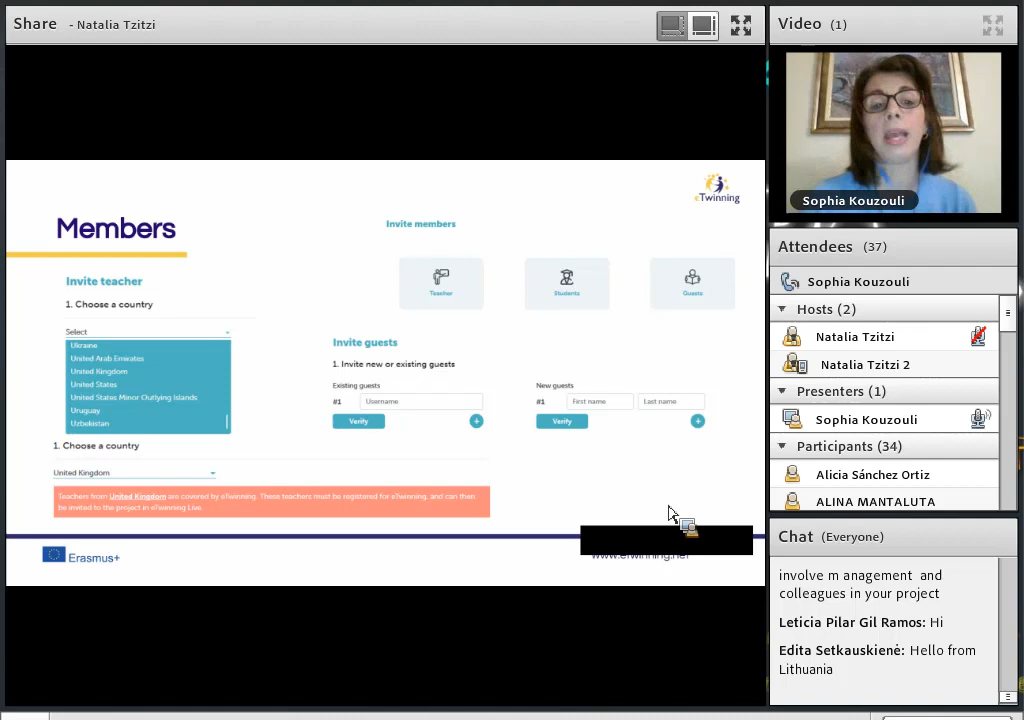 Share - Natalia Tzitzi
eTwinning
Members
Invite members
Invite teacher
Teacher
Students
Guests
1. Choose a country
Select
Ukraine
United Arab Emirates
United Kingdom
United States
United States Minor Outlying Islands
Uruguay
Uzbekistan
Invite guests
1. Invite new or existing guests
Existing guests
New guests
#1 Username
#1 First name Last name
Verify +
Verify +
1. Choose a country
United Kingdom
Teachers from United Kingdom are covered by eTwinning. These teachers must be registered for eTwinning, and can then
be invited to the project in eTwinning Live.
Erasmus+
www.etwinning.net
Video (1)
Sophia Kouzouli
Attendees (37)
Sophia Kouzouli
Hosts (2)
Natalia Tzitzi
Natalia Tzitzi 2
Presenters (1)
Sophia Kouzouli
Participants (34)
Alicia Sánchez Ortiz
ALINA MANTALUTA
Chat (Everyone)
involve m anagement and
colleagues in your project
Leticia Pilar Gil Ramos: Hi
Edita Setkauskienė: Hello from
Lithuania